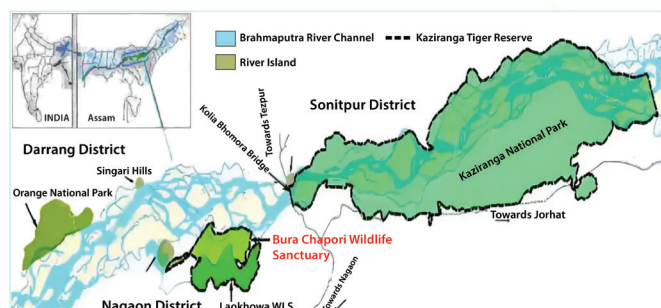 Brahmaputra River Channel
Kaziranga Tiger Reserve
River Island
INDIA
Assam
Sonitpur District
Darrang District
Kolia Bhomora Bridge
Towards Tezpur
Kaziranga National Park
Singari Hills
Orange National Park
Towards Jorhat
Bura Chapori Wildlife
Sanctuary
Towards Nagaon
Nagaon District
Laokhowa WLS